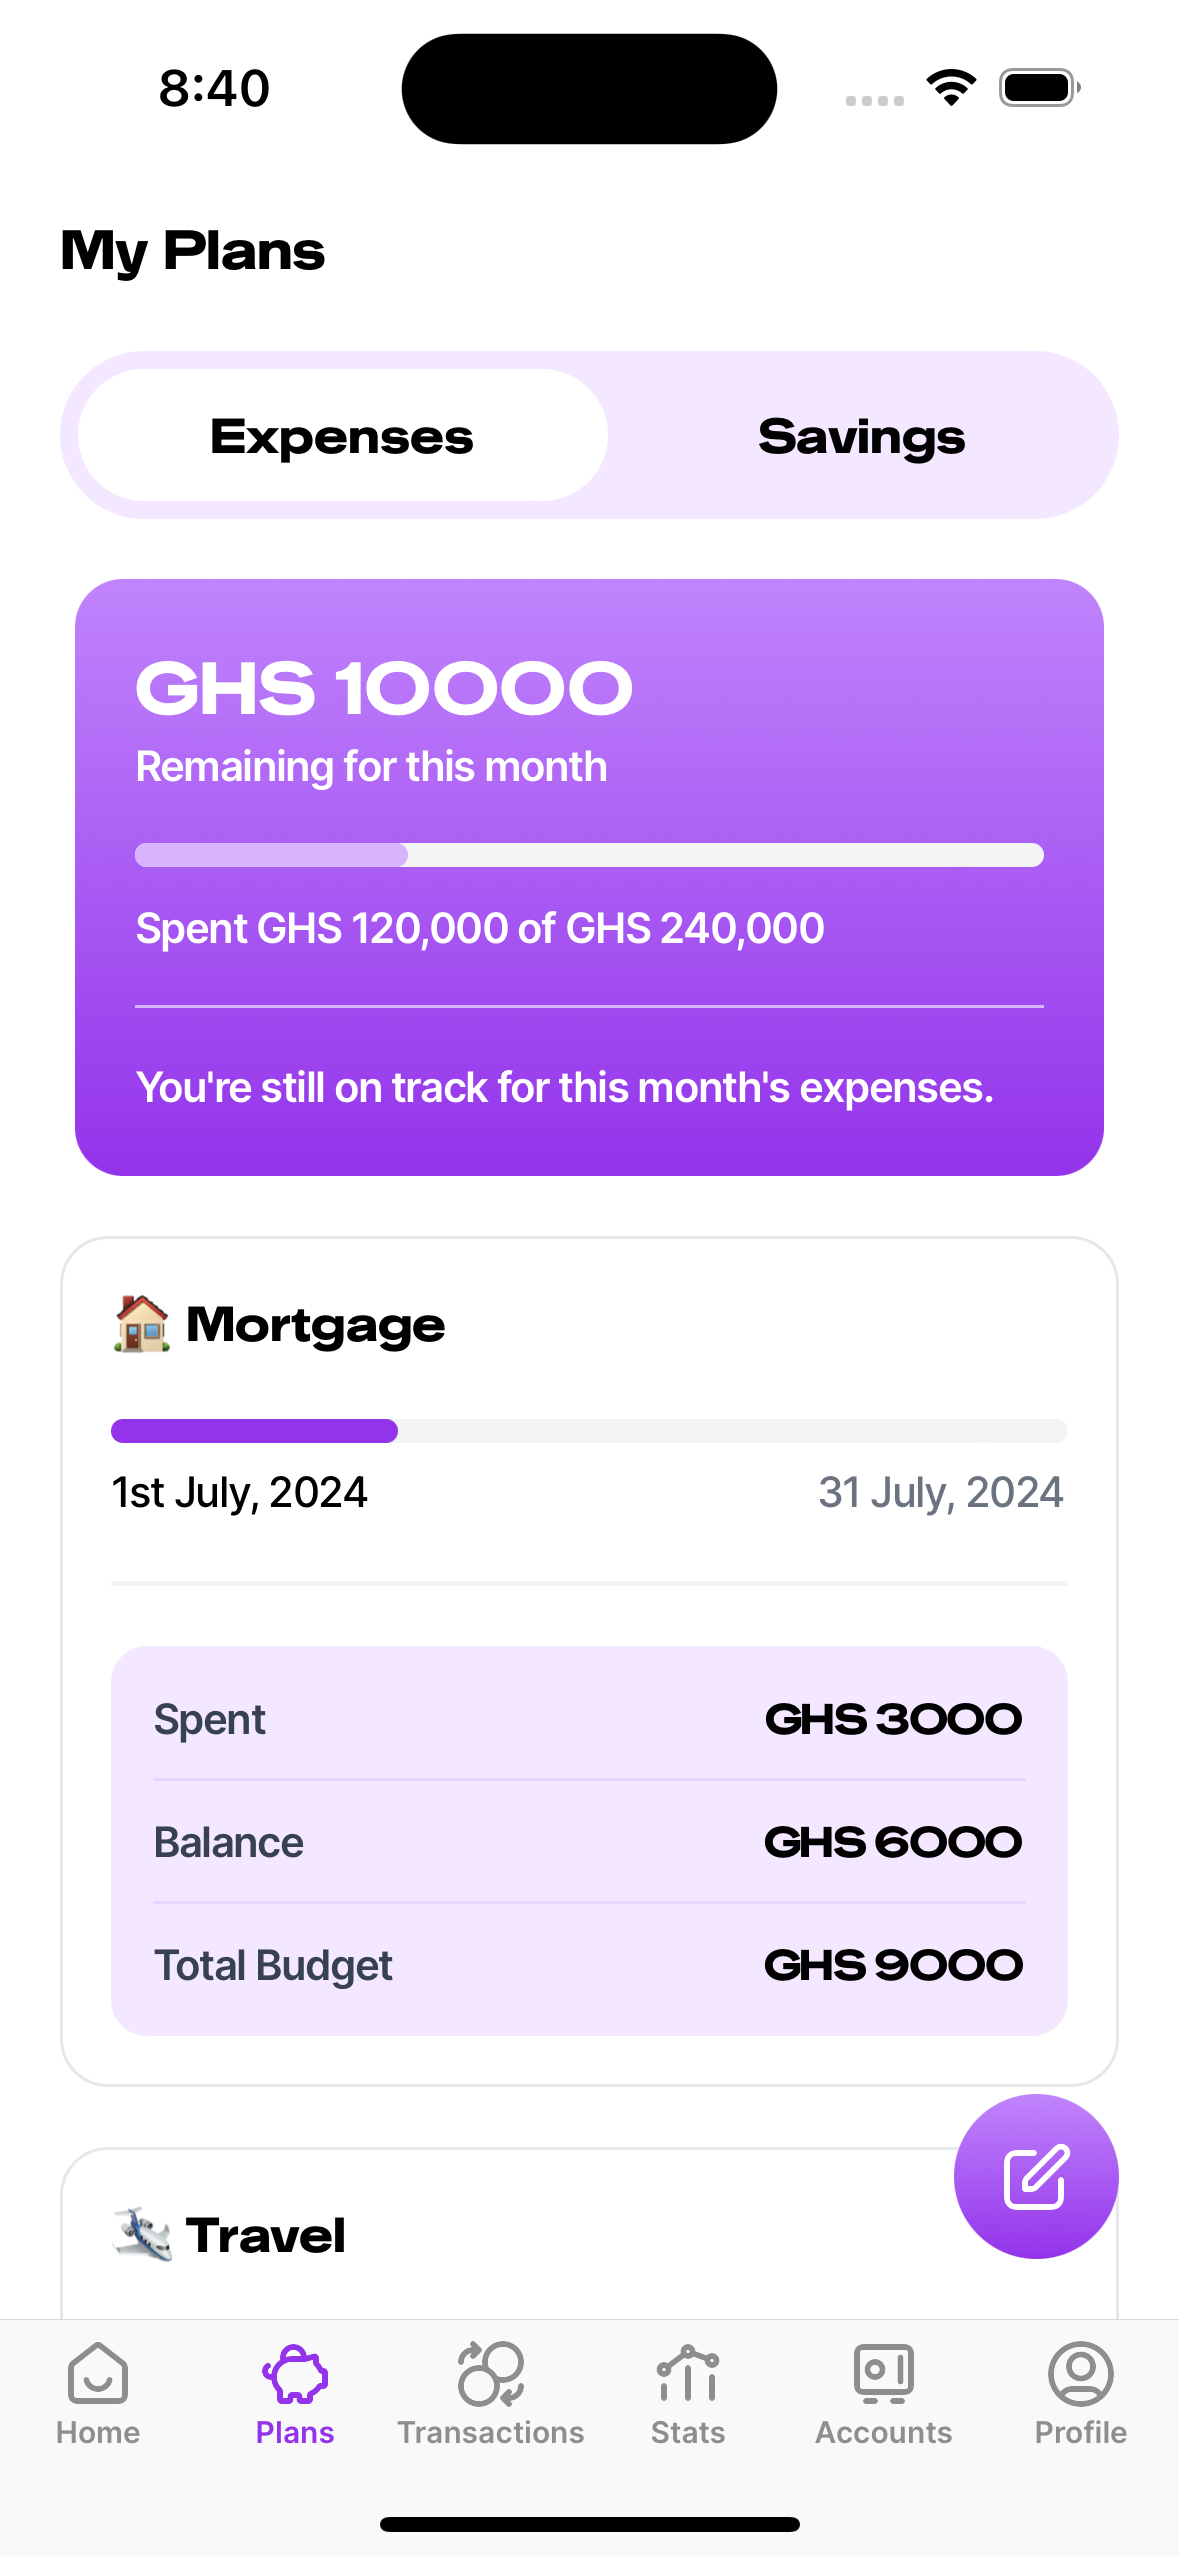 8:40
My Plans
Expenses
Savings
GHS 10000
Remaining for this month
Spent GHS 120,000 of GHS 240,000
You're still on track for this month's expenses.
Mortgage
1st July, 2024
31 July, 2024
Spent
GHS 3000
Balance
GHS 6000
Total Budget
GHS 9000
Travel
Home
Plans
Transactions
Stats
Accounts
Profile